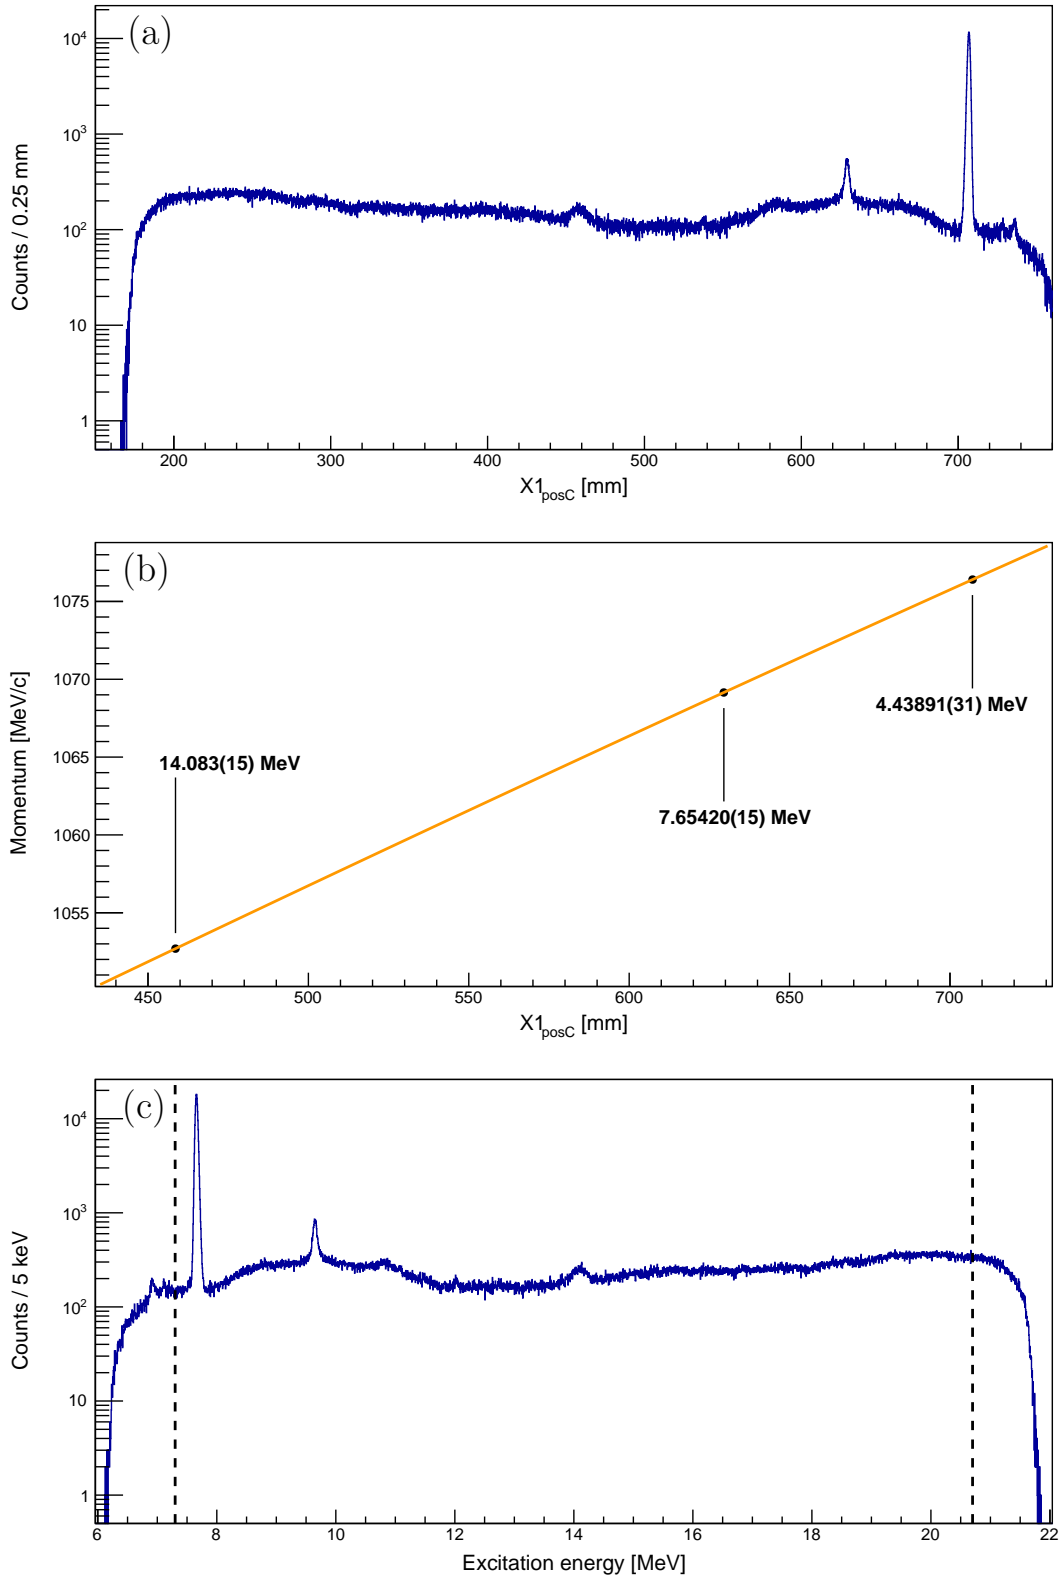 (a)
Counts / 0.25 mm
10⁴
10³
10²
10
1
200 300 400 500 600 700
X1posC [mm]
(b)
Momentum [MeV/c]
1075
1070
1065
1060
1055
4.43891(31) MeV
14.083(15) MeV
7.65420(15) MeV
450 500 550 600 650 700
X1posC [mm]
(c)
Counts / 5 keV
10⁴
10³
10²
10
1
6 8 10 12 14 16 18 20 22
Excitation energy [MeV]